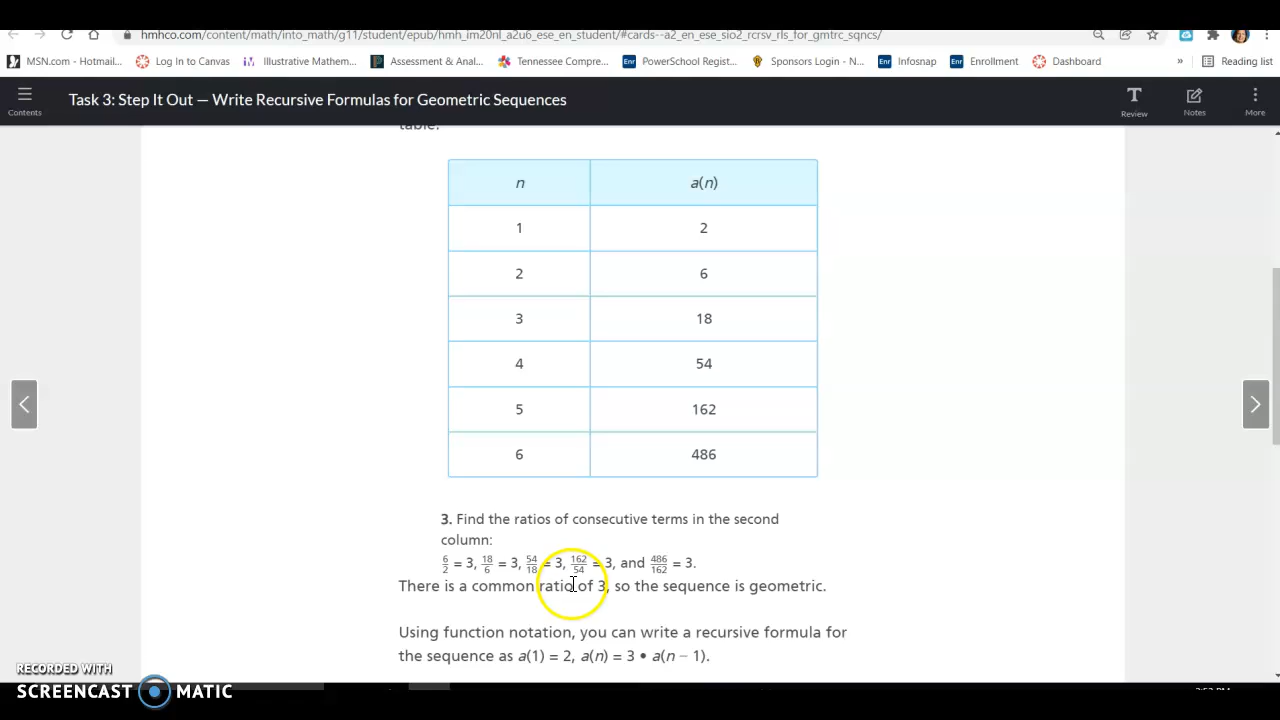 hmhco.com/content/math/into_math/g11/student/epub/hmh_im20nl_a2u6_ese_en_student/#cards--a2_en_ese_sio2_rcrsv_rls_for_gmtrc_sqncs/
MSN.com - Hotmail... Log In to Canvas Illustrative Mathem... Assessment & Anal... Tennessee Compre... PowerSchool Regist... Sponsors Login - N... Infosnap Enrollment Dashboard » Reading list
Contents Task 3: Step It Out — Write Recursive Formulas for Geometric Sequences Review Notes More
table.
n a(n)
1 2
2 6
3 18
4 54
5 162
6 486
3. Find the ratios of consecutive terms in the second
column:
6/2 = 3, 18/6 = 3, 54/18 = 3, 162/54 = 3, and 486/162 = 3.
There is a common ratio of 3, so the sequence is geometric.
Using function notation, you can write a recursive formula for
the sequence as a(1) = 2, a(n) = 3 • a(n − 1).
RECORDED WITH
SCREENCAST MATIC